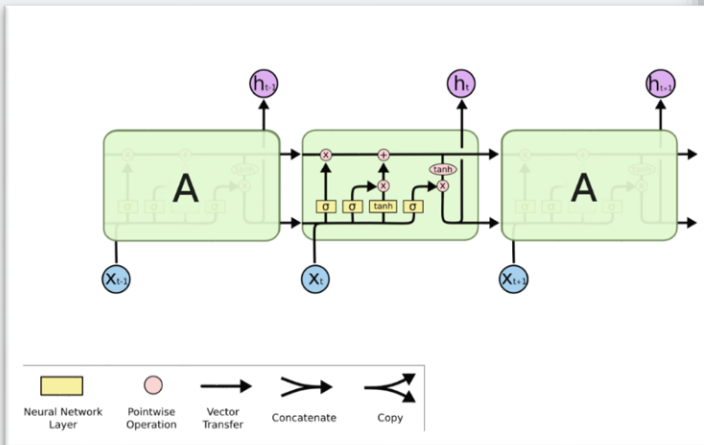 ht-1
ht
ht+1
A
x
+
tanh
x
x
σ
σ
tanh
σ
A
Xt-1
Xt
Xt+1
Neural Network
Layer
Pointwise
Operation
Vector
Transfer
Concatenate
Copy